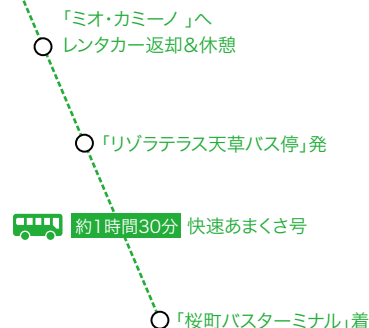 「ミオ・カミーノ 」へ
レンタカー返却&休憩
「リゾラテラス天草バス停」発
約1時間30分 快速あまくさ号
「桜町バスターミナル」着